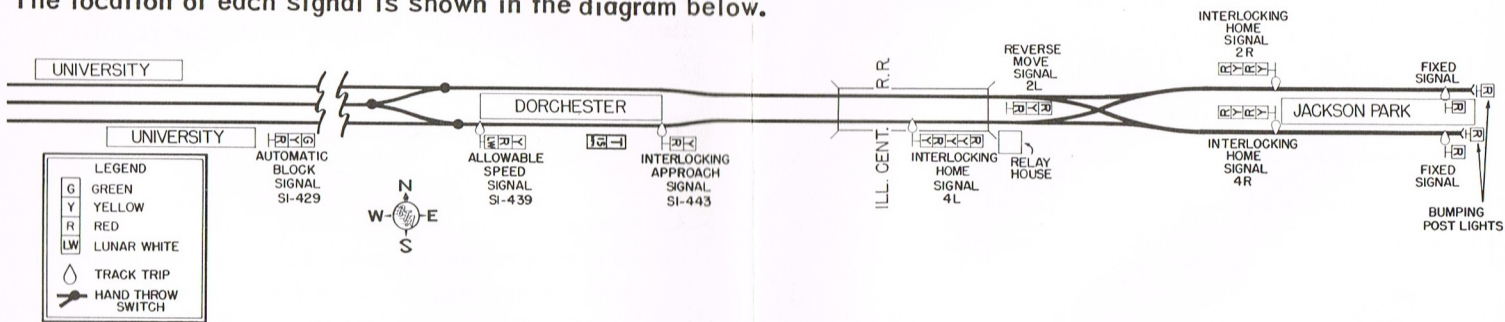 The location of each signal is shown in the diagram below.
UNIVERSITY
UNIVERSITY
G
Y
R
AUTOMATIC
BLOCK
SIGNAL
SI-429
DORCHESTER
LW
R
Y
ALLOWABLE
SPEED
SIGNAL
SI-439
R
Y
INTERLOCKING
APPROACH
SIGNAL
SI-443
ILL. CENT.
R.R.
REVERSE
MOVE
SIGNAL
2L
R
Y
R
Y
R
Y
Y
R
INTERLOCKING
HOME
SIGNAL
4L
RELAY
HOUSE
INTERLOCKING
HOME
SIGNAL
2R
R
Y
R
Y
R
Y
R
Y
INTERLOCKING
HOME
SIGNAL
4R
JACKSON PARK
FIXED
SIGNAL
R
R
R
R
FIXED
SIGNAL
BUMPING
POST LIGHTS
LEGEND
G GREEN
Y YELLOW
R RED
LW LUNAR WHITE
TRACK TRIP
HAND THROW
SWITCH
N
W E
S